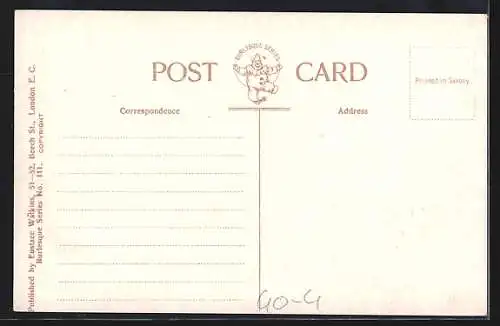 BURLESQUE SERIES
POST CARD
Printed in Saxony
Correspondence
Address
Published by Eustace Watkins, 51—52, Beech St., London E. C.
Burlesque Series No. 111. COPYRIGHT
40-4